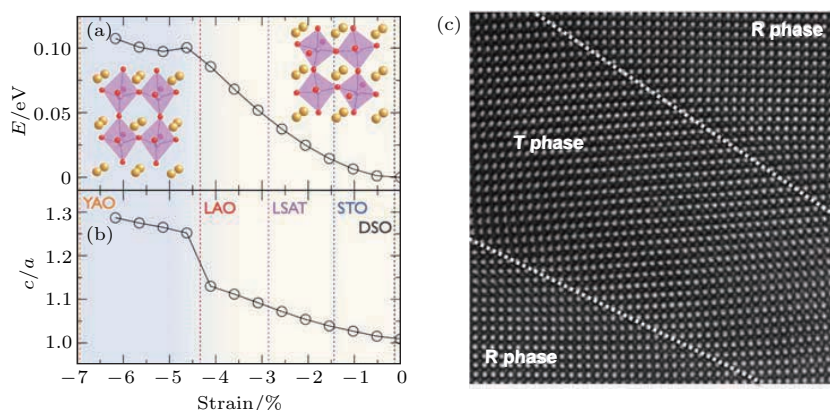 (a)
0.10
0.05
0
E/eV
YAO
LAO
LSAT
STO
DSO
(b)
1.3
1.2
1.1
1.0
c/a
−7
−6
−5
−4
−3
−2
−1
0
Strain/%
(c)
R phase
T phase
R phase